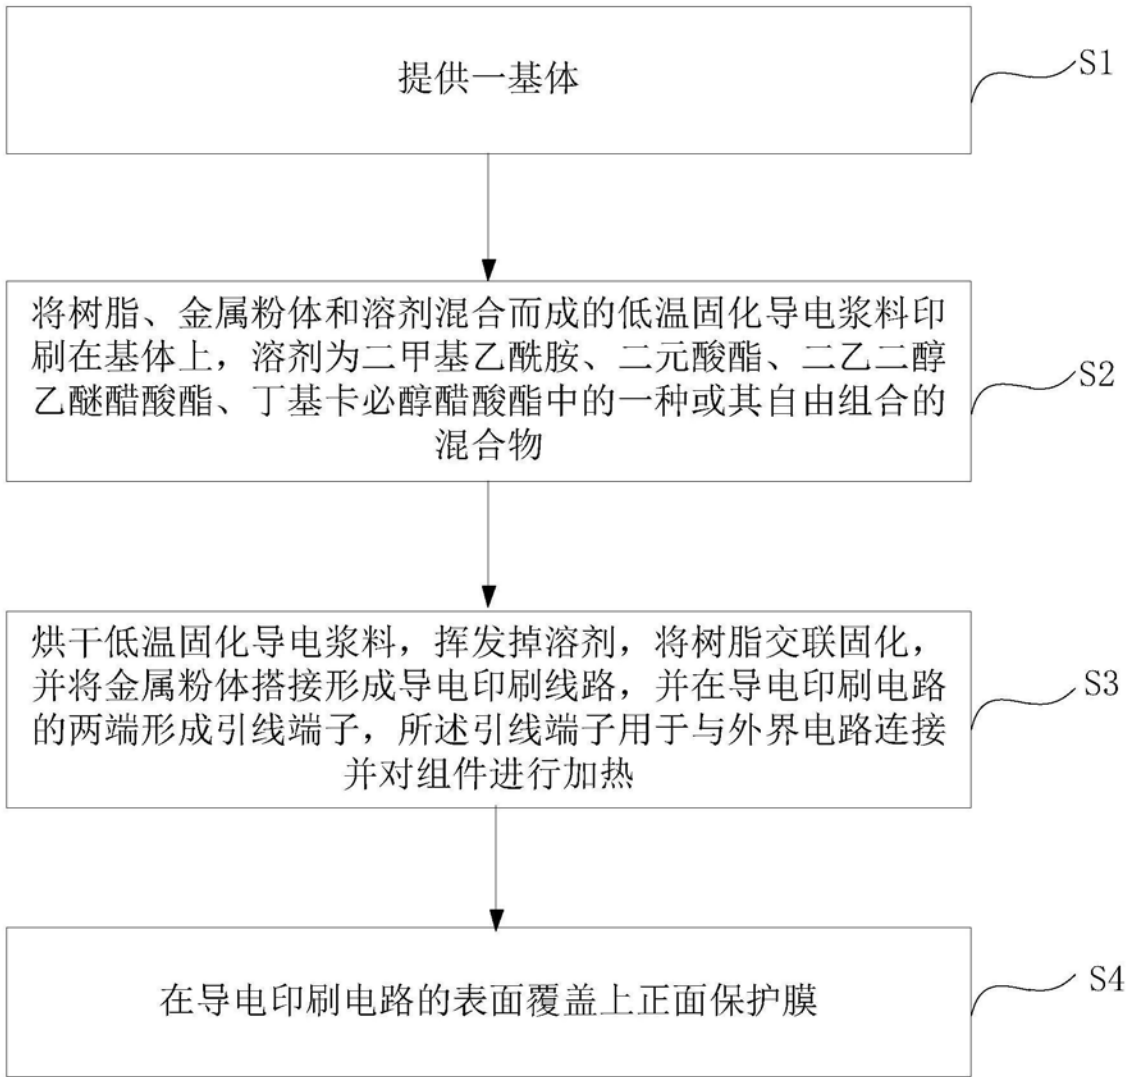 提供一基体
S1
将树脂、金属粉体和溶剂混合而成的低温固化导电浆料印
刷在基体上，溶剂为二甲基乙酰胺、二元酸酯、二乙二醇
乙醚醋酸酯、丁基卡必醇醋酸酯中的一种或其自由组合的
混合物
S2
烘干低温固化导电浆料，挥发掉溶剂，将树脂交联固化，
并将金属粉体搭接形成导电印刷线路，并在导电印刷电路
的两端形成引线端子，所述引线端子用于与外界电路连接
并对组件进行加热
S3
在导电印刷电路的表面覆盖上正面保护膜
S4